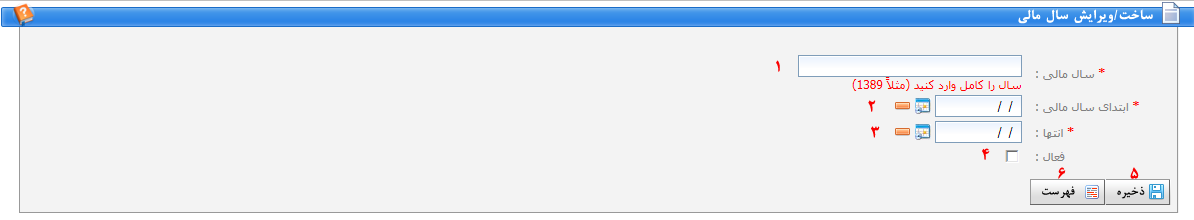 ساخت/ویرایش سال مالی
* سال مالی : ۱
سال را کامل وارد کنید (مثلاً 1389)
* ابتدای سال مالی : / / ۲
* انتها : / / ۳
فعال : ۴
۵ ۶
ذخیره فهرست